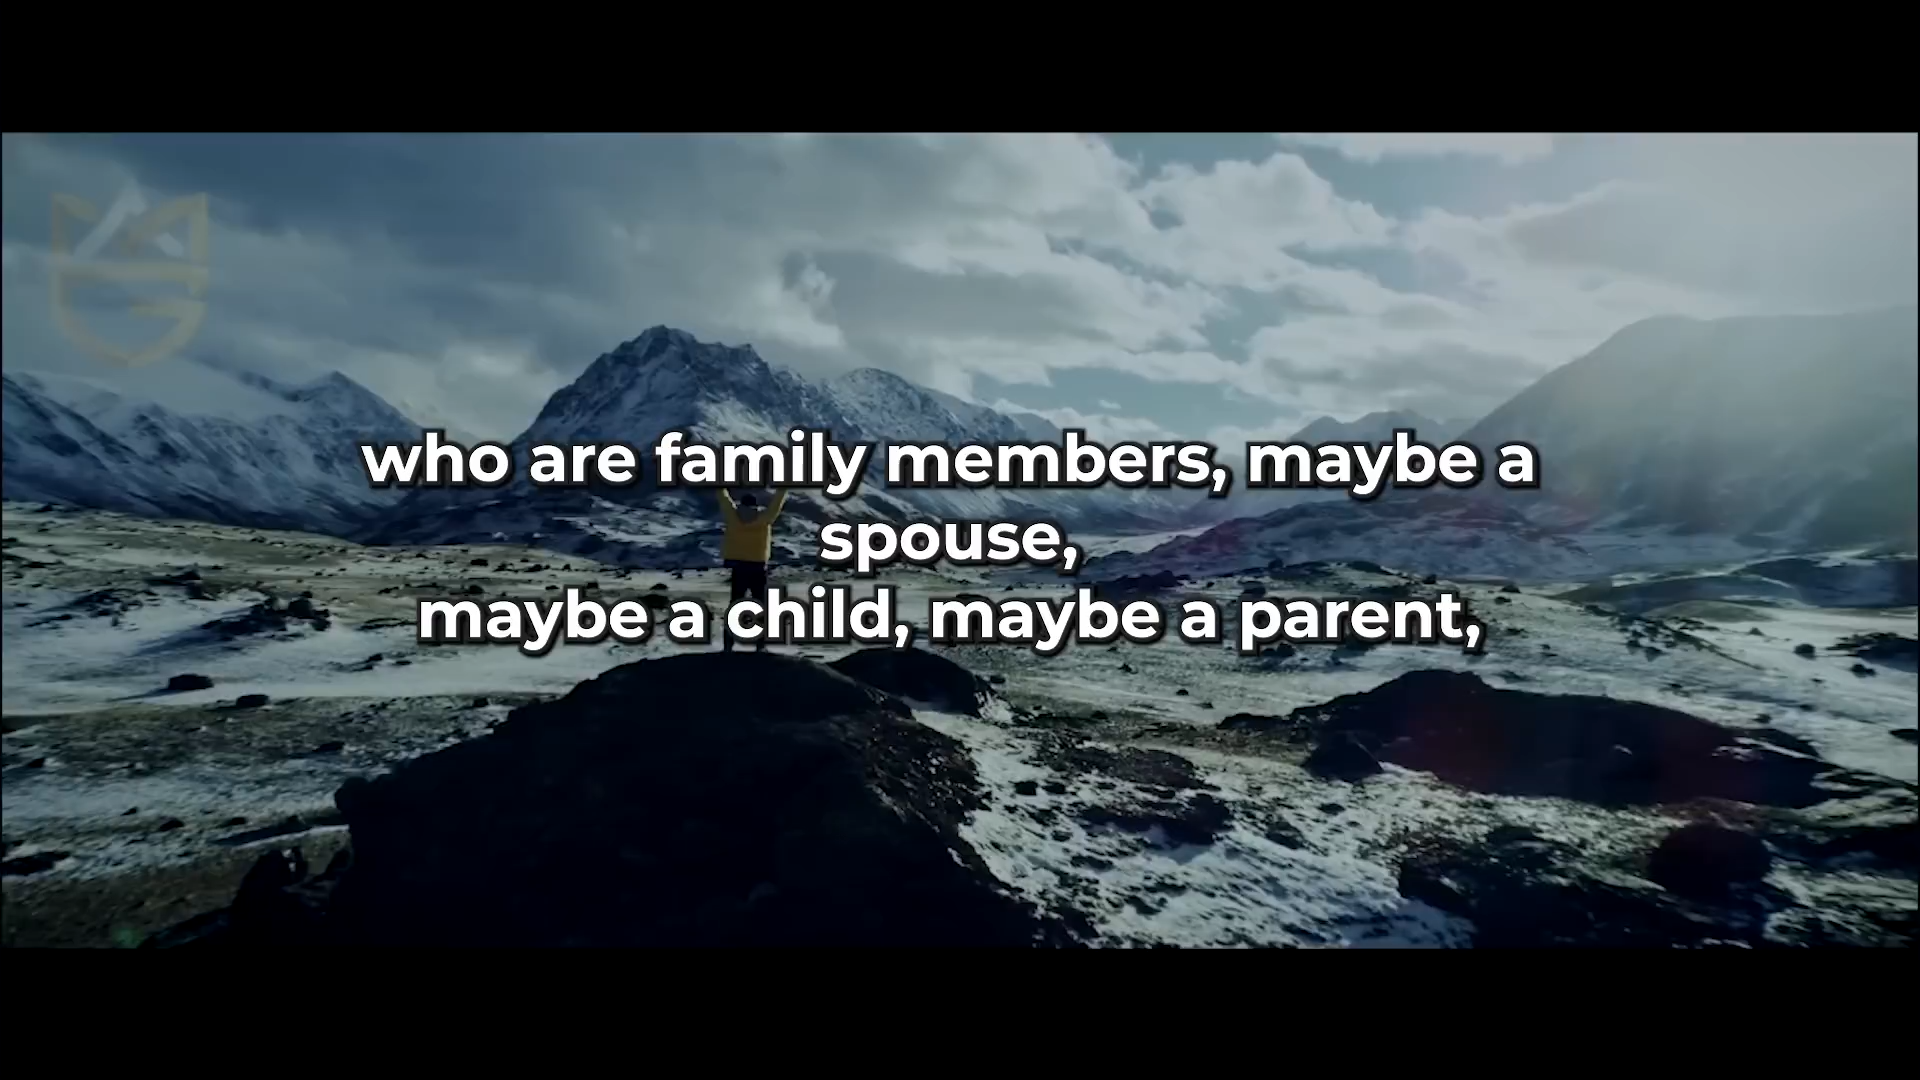 who are family members, maybe a
spouse,
maybe a child, maybe a parent,